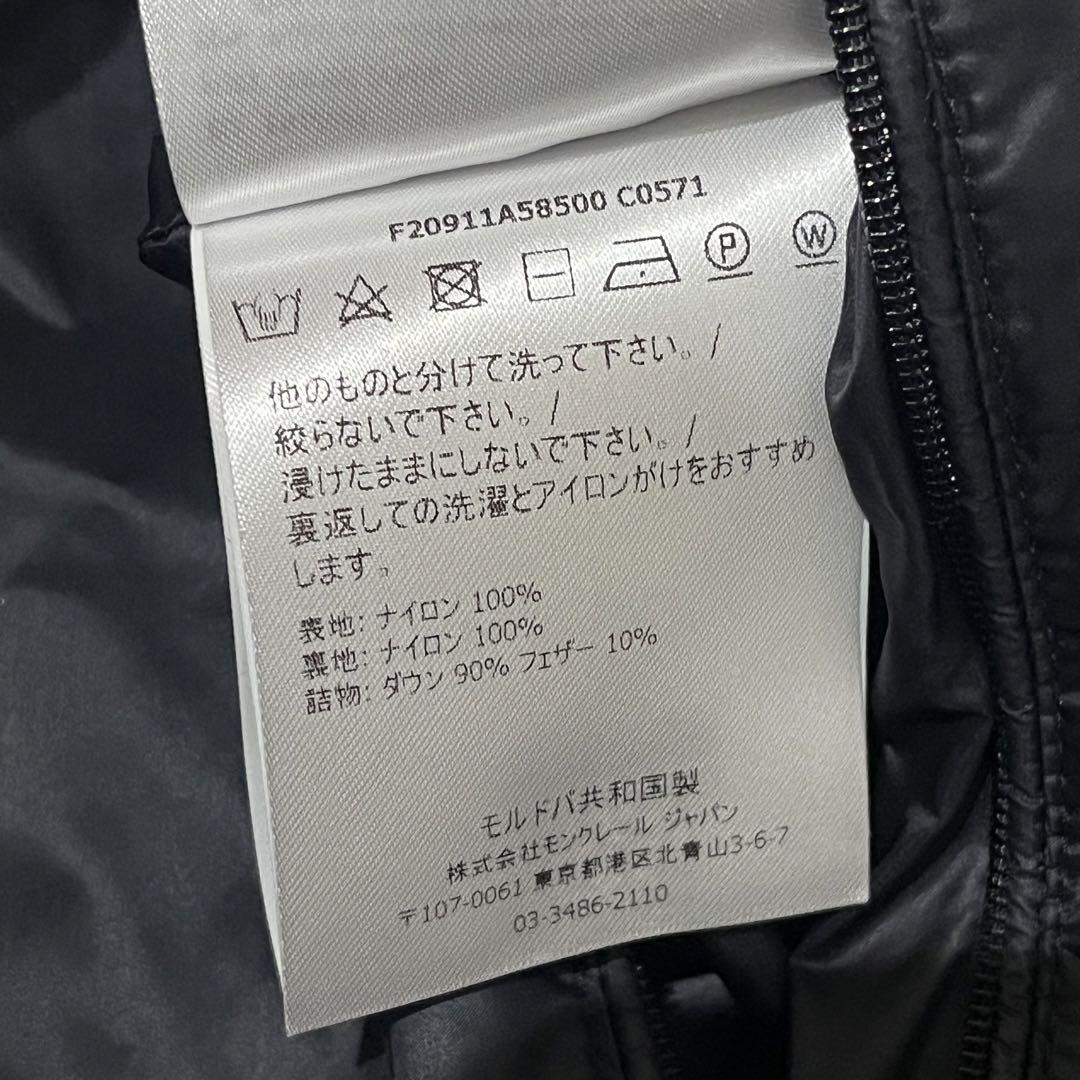 F20911A58500 C0571
P W
他のものと分けて洗って下さい。/
絞らないで下さい。/
浸けたままにしないで下さい。/
裏返しての洗濯とアイロンがけをおすすめ
します。
表地: ナイロン 100%
裏地: ナイロン 100%
詰物: ダウン 90% フェザー 10%
モルドバ共和国製
株式会社モンクレール ジャパン
〒107-0061 東京都港区北青山3-6-7
03-3486-2110